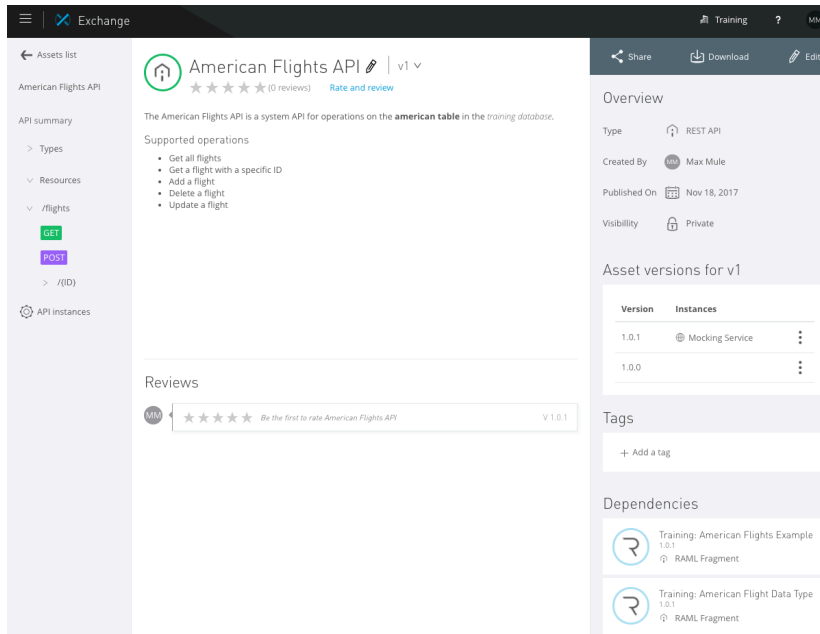 Exchange
Training
?
MM
Assets list
American Flights API
API summary
Types
Resources
/flights
GET
POST
/{ID}
API instances
American Flights API
v1
(0 reviews)
Rate and review
The American Flights API is a system API for operations on the american table in the training database.
Supported operations
• Get all flights
• Get a flight with a specific ID
• Add a flight
• Delete a flight
• Update a flight
Reviews
MM
Be the first to rate American Flights API
V 1.0.1
Share
Download
Edit
Overview
Type
REST API
Created By
MM
Max Mule
Published On
Nov 18, 2017
Visibillity
Private
Asset versions for v1
Version Instances
1.0.1 Mocking Service
1.0.0
Tags
+ Add a tag
Dependencies
Training: American Flights Example
1.0.1
RAML Fragment
Training: American Flight Data Type
1.0.1
RAML Fragment